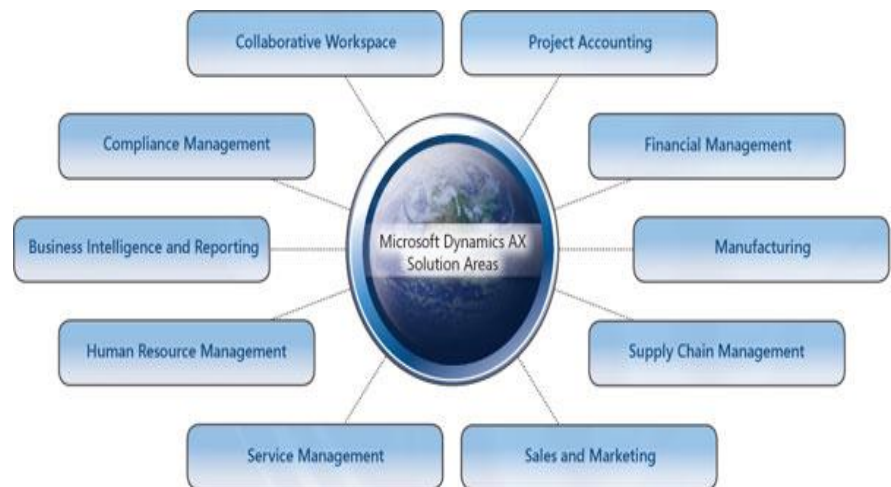 Collaborative Workspace
Project Accounting
Compliance Management
Financial Management
Business Intelligence and Reporting
Microsoft Dynamics AX
Solution Areas
Manufacturing
Human Resource Management
Supply Chain Management
Service Management
Sales and Marketing